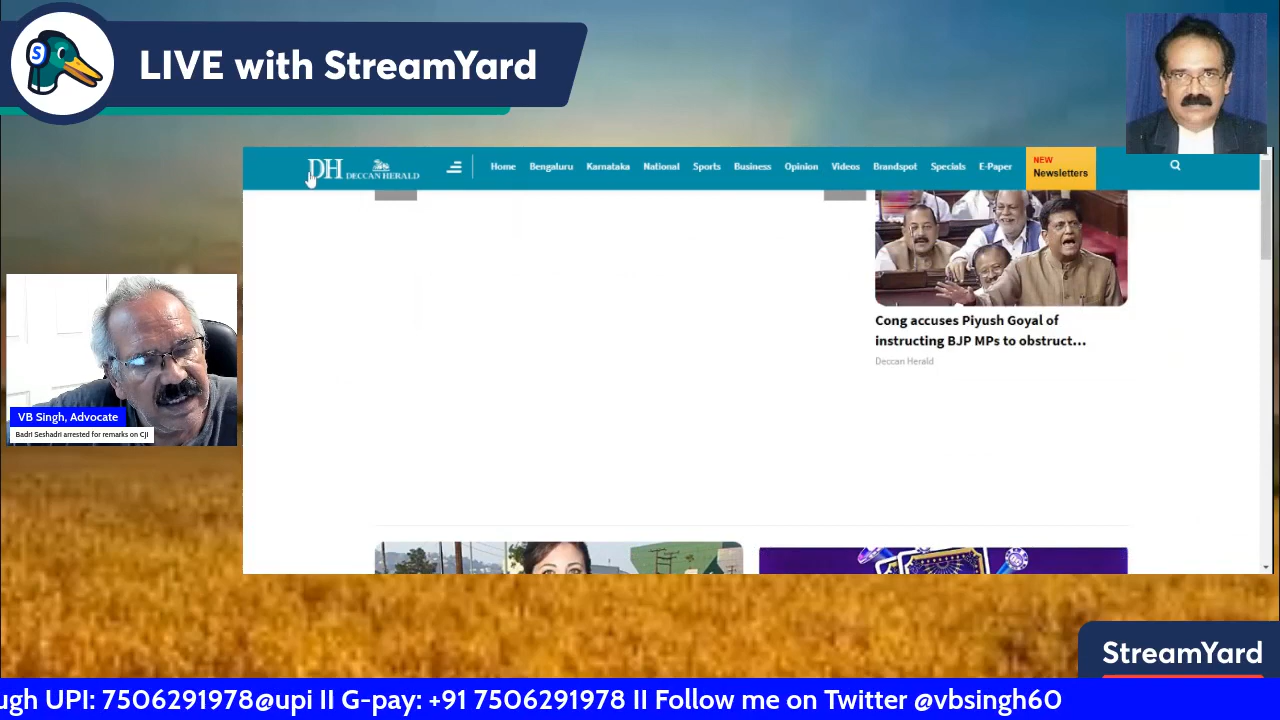 LIVE with StreamYard
DH DECCAN HERALD
Home Bengaluru Karnataka National Sports Business Opinion Videos Brandspot Specials E-Paper
NEW
Newsletters
Cong accuses Piyush Goyal of
instructing BJP MPs to obstruct...
Deccan Herald
VB Singh, Advocate
Badri Seshadri arrested for remarks on CJI
StreamYard
ugh UPI: 7506291978@upi II G-pay: +91 7506291978 II Follow me on Twitter @vbsingh60